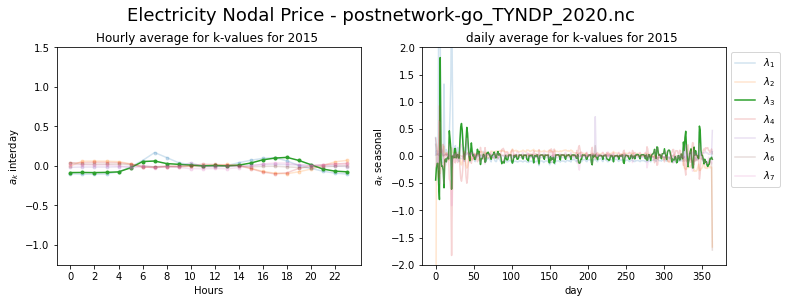 Electricity Nodal Price - postnetwork-go_TYNDP_2020.nc
Hourly average for k-values for 2015
1.5
1.0
0.5
0.0
−0.5
−1.0
a_k interday
0 2 4 6 8 10 12 14 16 18 20 22
Hours
daily average for k-values for 2015
2.0
1.5
1.0
0.5
0.0
−0.5
−1.0
−1.5
−2.0
a_k seasonal
0 50 100 150 200 250 300 350
day
λ₁
λ₂
λ₃
λ₄
λ₅
λ₆
λ₇